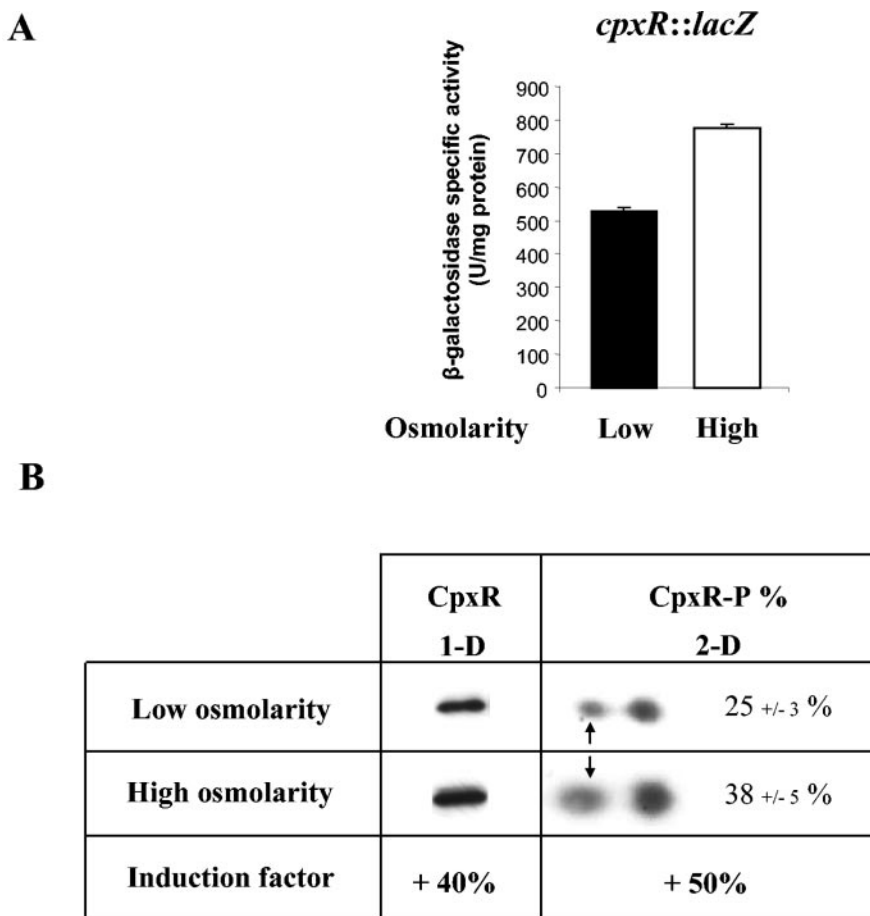 A
cpxR::lacZ
β-galactosidase specific activity
(U/mg protein)
900
800
700
600
500
400
300
200
100
0
Osmolarity Low High
B
CpxR CpxR-P %
1-D 2-D
Low osmolarity 25 +/- 3 %
High osmolarity 38 +/- 5 %
Induction factor + 40% + 50%